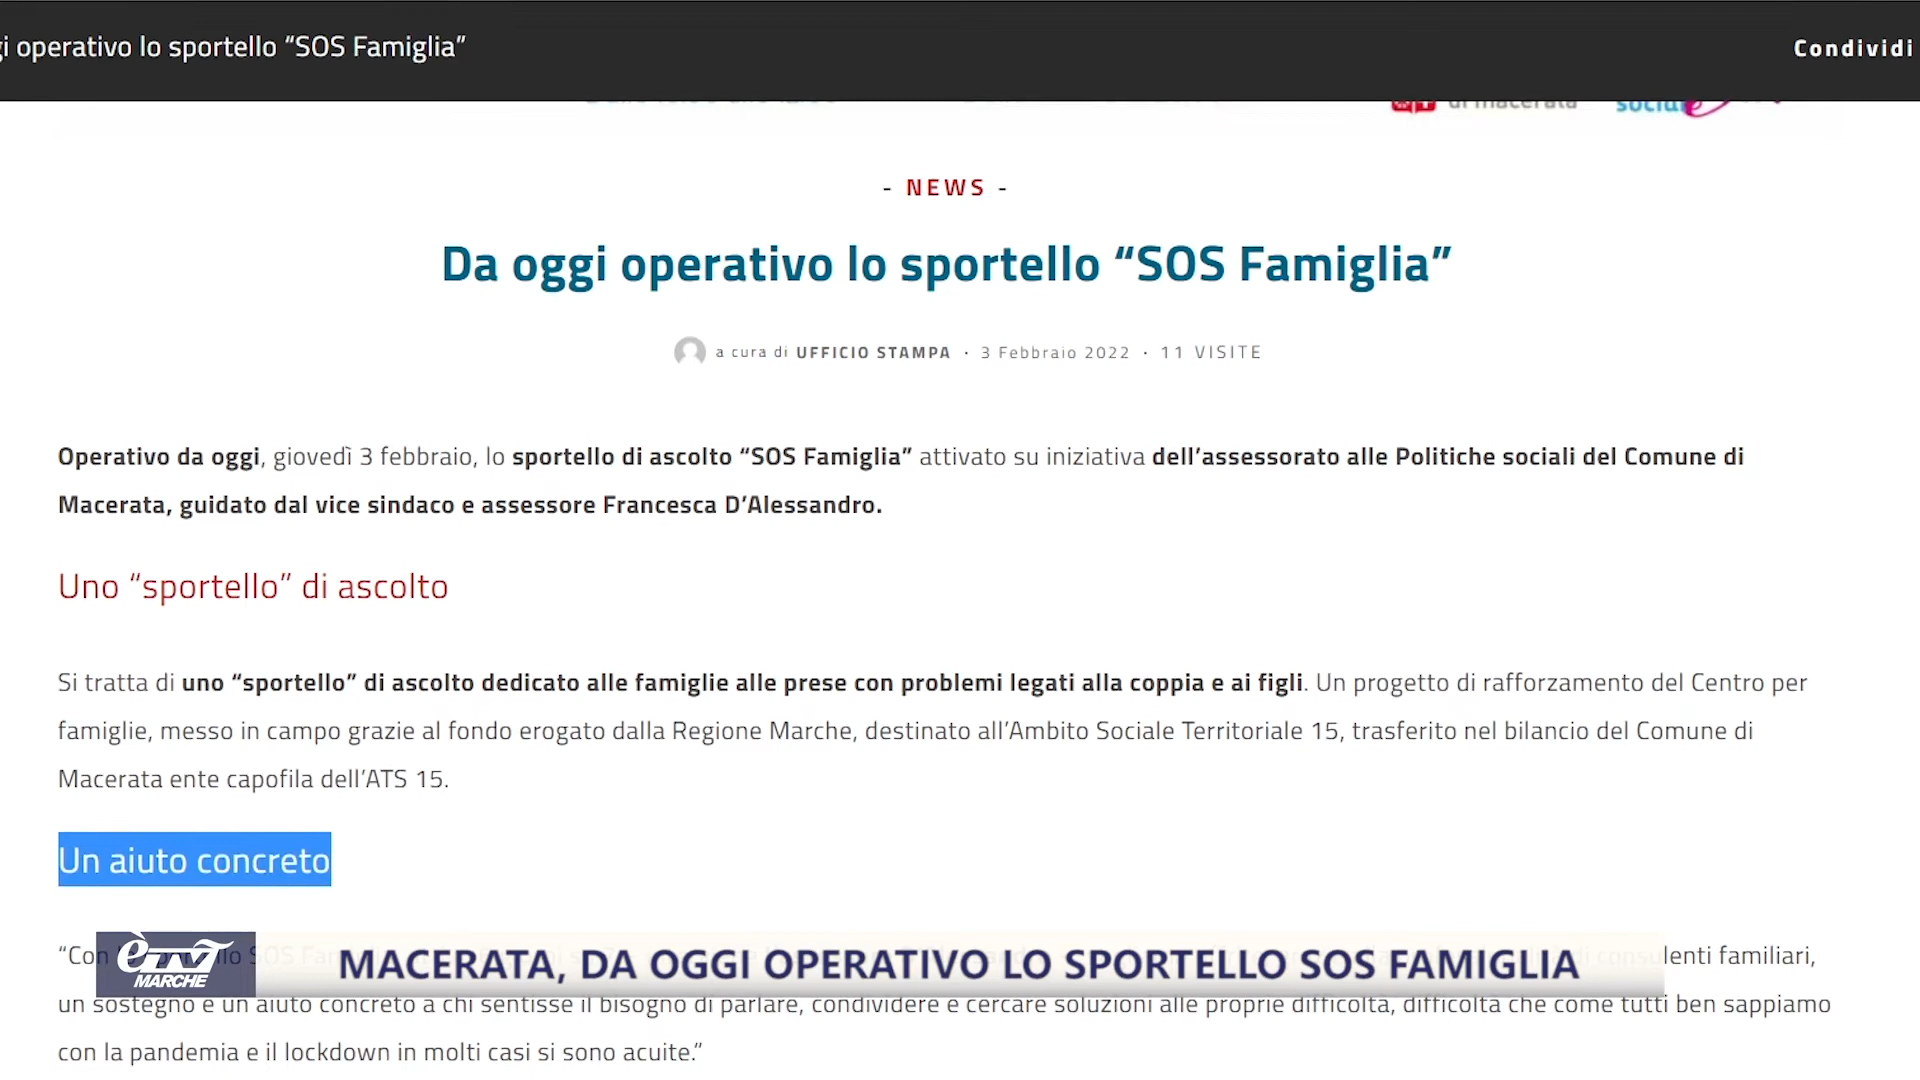 gi operativo lo sportello “SOS Famiglia”
Condividi
di macerata
- NEWS -
Da oggi operativo lo sportello “SOS Famiglia”
a cura di UFFICIO STAMPA · 3 Febbraio 2022 · 11 VISITE
Operativo da oggi, giovedì 3 febbraio, lo sportello di ascolto “SOS Famiglia” attivato su iniziativa dell’assessorato alle Politiche sociali del Comune di
Macerata, guidato dal vice sindaco e assessore Francesca D’Alessandro.
Uno “sportello” di ascolto
Si tratta di uno “sportello” di ascolto dedicato alle famiglie alle prese con problemi legati alla coppia e ai figli. Un progetto di rafforzamento del Centro per
famiglie, messo in campo grazie al fondo erogato dalla Regione Marche, destinato all’Ambito Sociale Territoriale 15, trasferito nel bilancio del Comune di
Macerata ente capofila dell’ATS 15.
Un aiuto concreto
“Con consulenti familiari,
èTV MARCHE
MACERATA, DA OGGI OPERATIVO LO SPORTELLO SOS FAMIGLIA
un sostegno e un aiuto concreto a chi sentisse il bisogno di parlare, condividere e cercare soluzioni alle proprie difficoltà, difficoltà che come tutti ben sappiamo
con la pandemia e il lockdown in molti casi si sono acuite.”